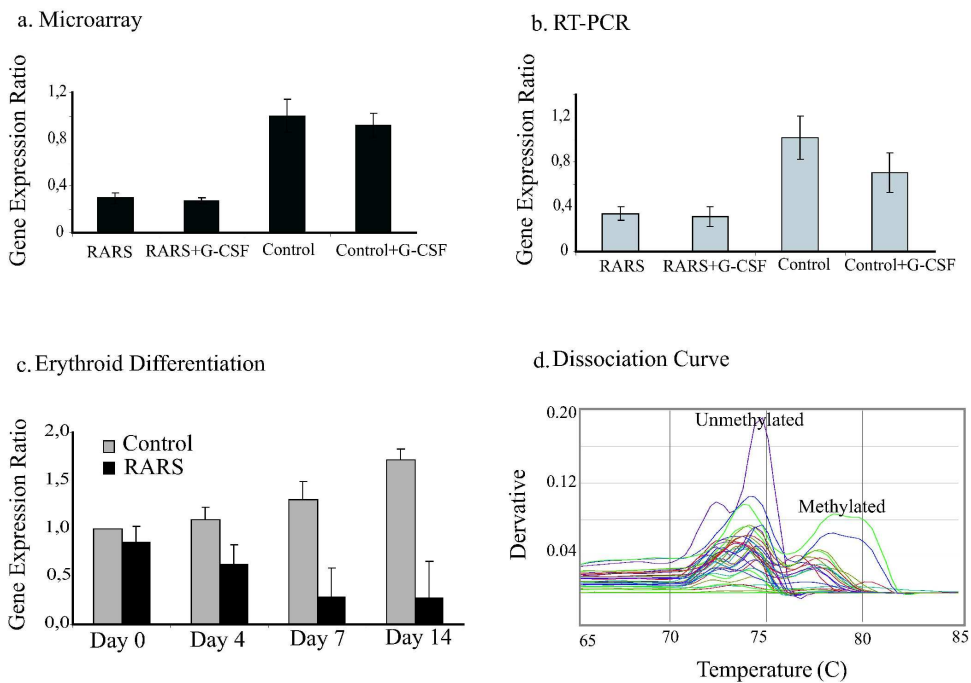 a. Microarray
Gene Expression Ratio
1,2
0,8
0,4
0
RARS
RARS+G-CSF
Control
Control+G-CSF
b. RT-PCR
Gene Expression Ratio
1,2
0,8
0,4
0
RARS
RARS+G-CSF
Control
Control+G-CSF
c. Erythroid Differentiation
Gene Expression Ratio
2,0
1,5
1,0
0,5
0,0
Control
RARS
Day 0
Day 4
Day 7
Day 14
d. Dissociation Curve
Dervative
0.20
0.12
0.04
Unmethylated
Methylated
65
70
75
80
85
Temperature (C)